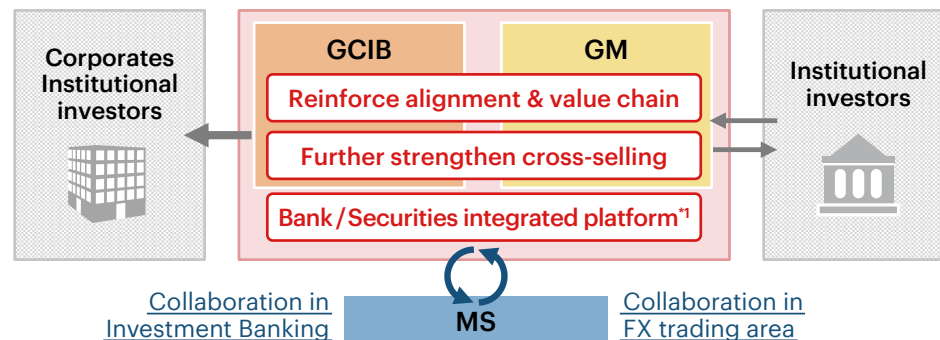 Corporates
Institutional
investors
GCIB
GM
Reinforce alignment & value chain
Further strengthen cross-selling
Bank/Securities integrated platform*1
Institutional
investors
Collaboration in
Investment Banking
MS
Collaboration in
FX trading area